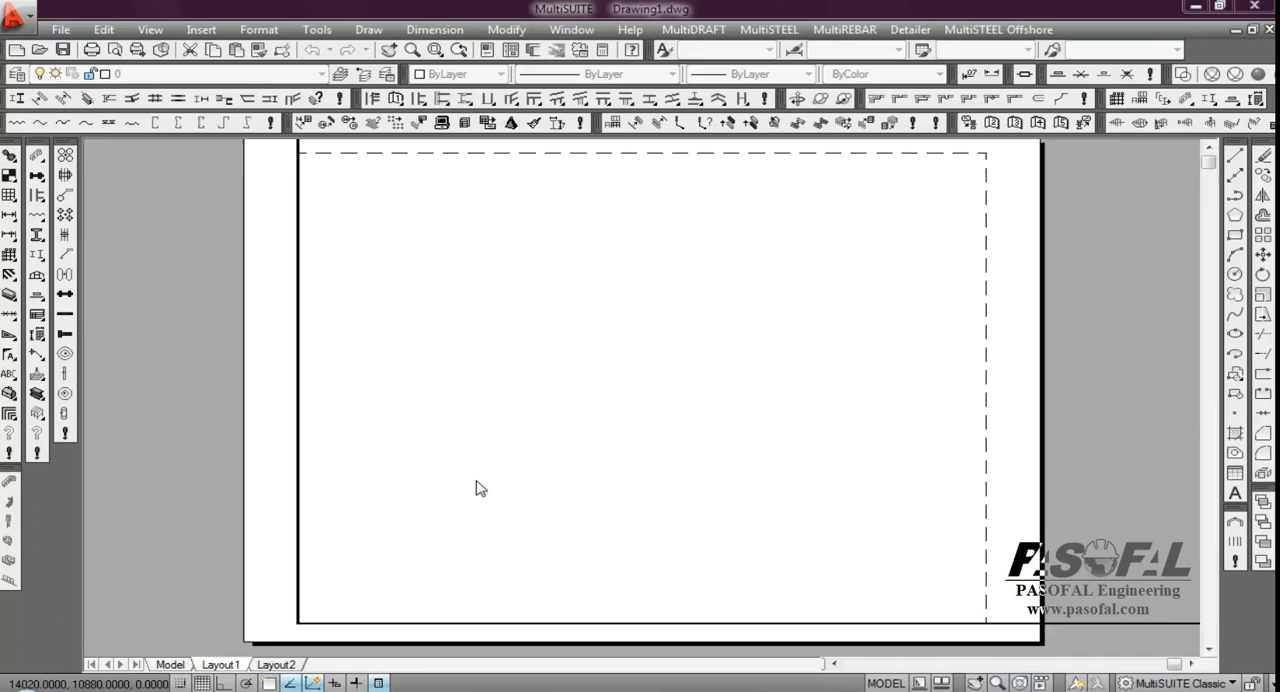 MultiSUITE Drawing1.dwg
File Edit View Insert Format Tools Draw Dimension Modify Window Help MultiDRAFT MultiSTEEL MultiREBAR Detailer MultiSTEEL Offshore
0 ByLayer ByLayer ByLayer ByColor
ABC
A
PASOFAL
PASOFAL Engineering
www.pasofal.com
Model Layout1 Layout2
14020.0000, 10880.0000, 0.0000 MODEL MultiSUITE Classic